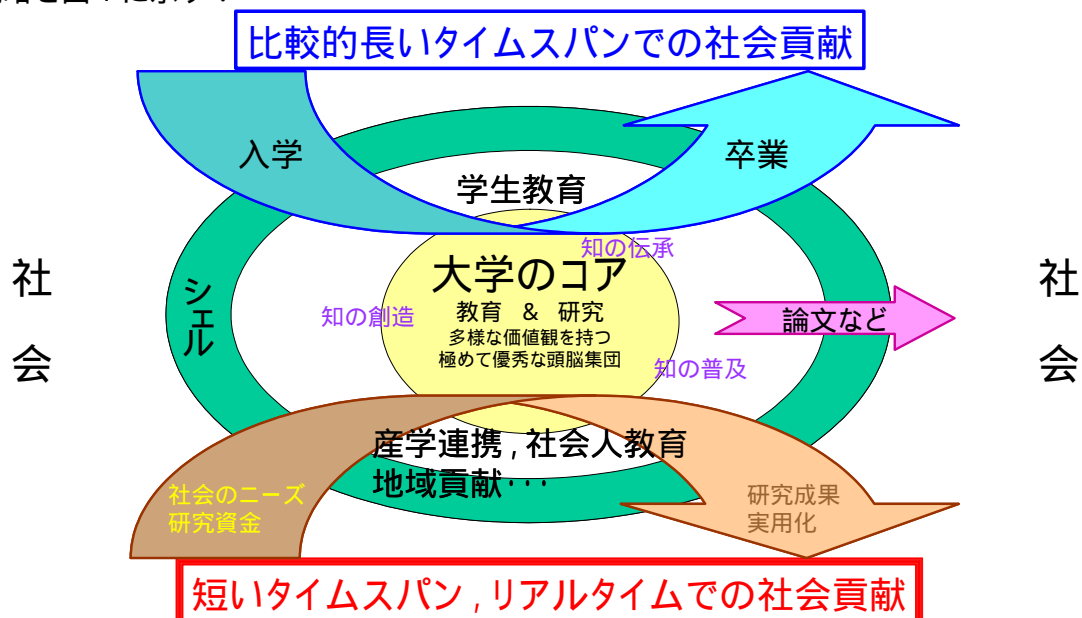 比較的長いタイムスパンでの社会貢献
入学
卒業
学生教育
知の伝承
大学のコア
教育 & 研究
多様な価値観を持つ
極めて優秀な頭脳集団
知の創造
知の普及
シェル
社会
社会
論文など
産学連携,社会人教育
地域貢献・・・
社会のニーズ
研究資金
研究成果
実用化
短いタイムスパン,リアルタイムでの社会貢献